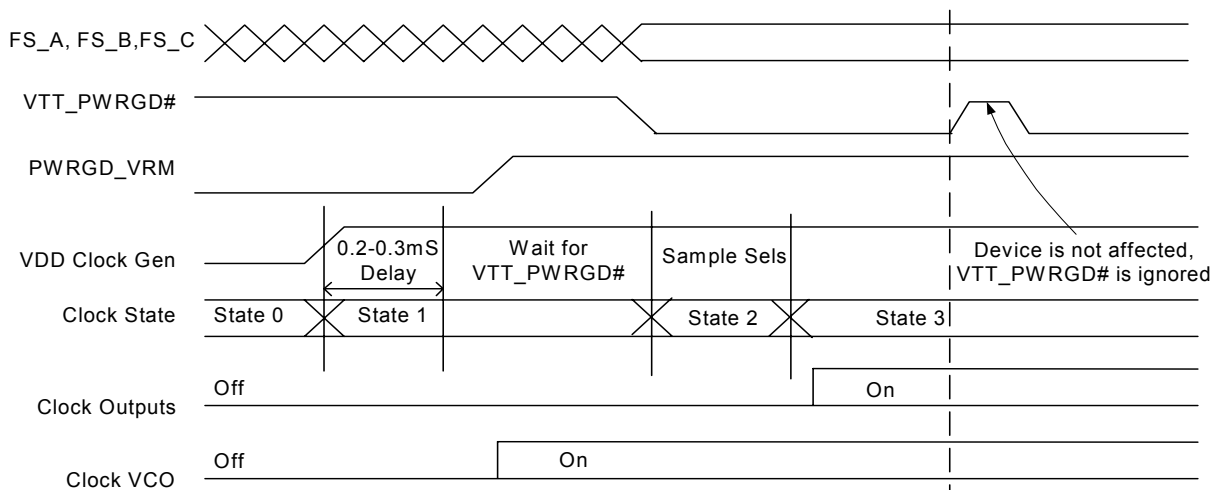 FS_A, FS_B,FS_C
VTT_PWRGD#
PWRGD_VRM
VDD Clock Gen
0.2-0.3mS
Delay
Wait for
VTT_PWRGD#
Sample Sels
Device is not affected,
VTT_PWRGD# is ignored
Clock State
State 0
State 1
State 2
State 3
Clock Outputs
Off
On
Clock VCO
Off
On